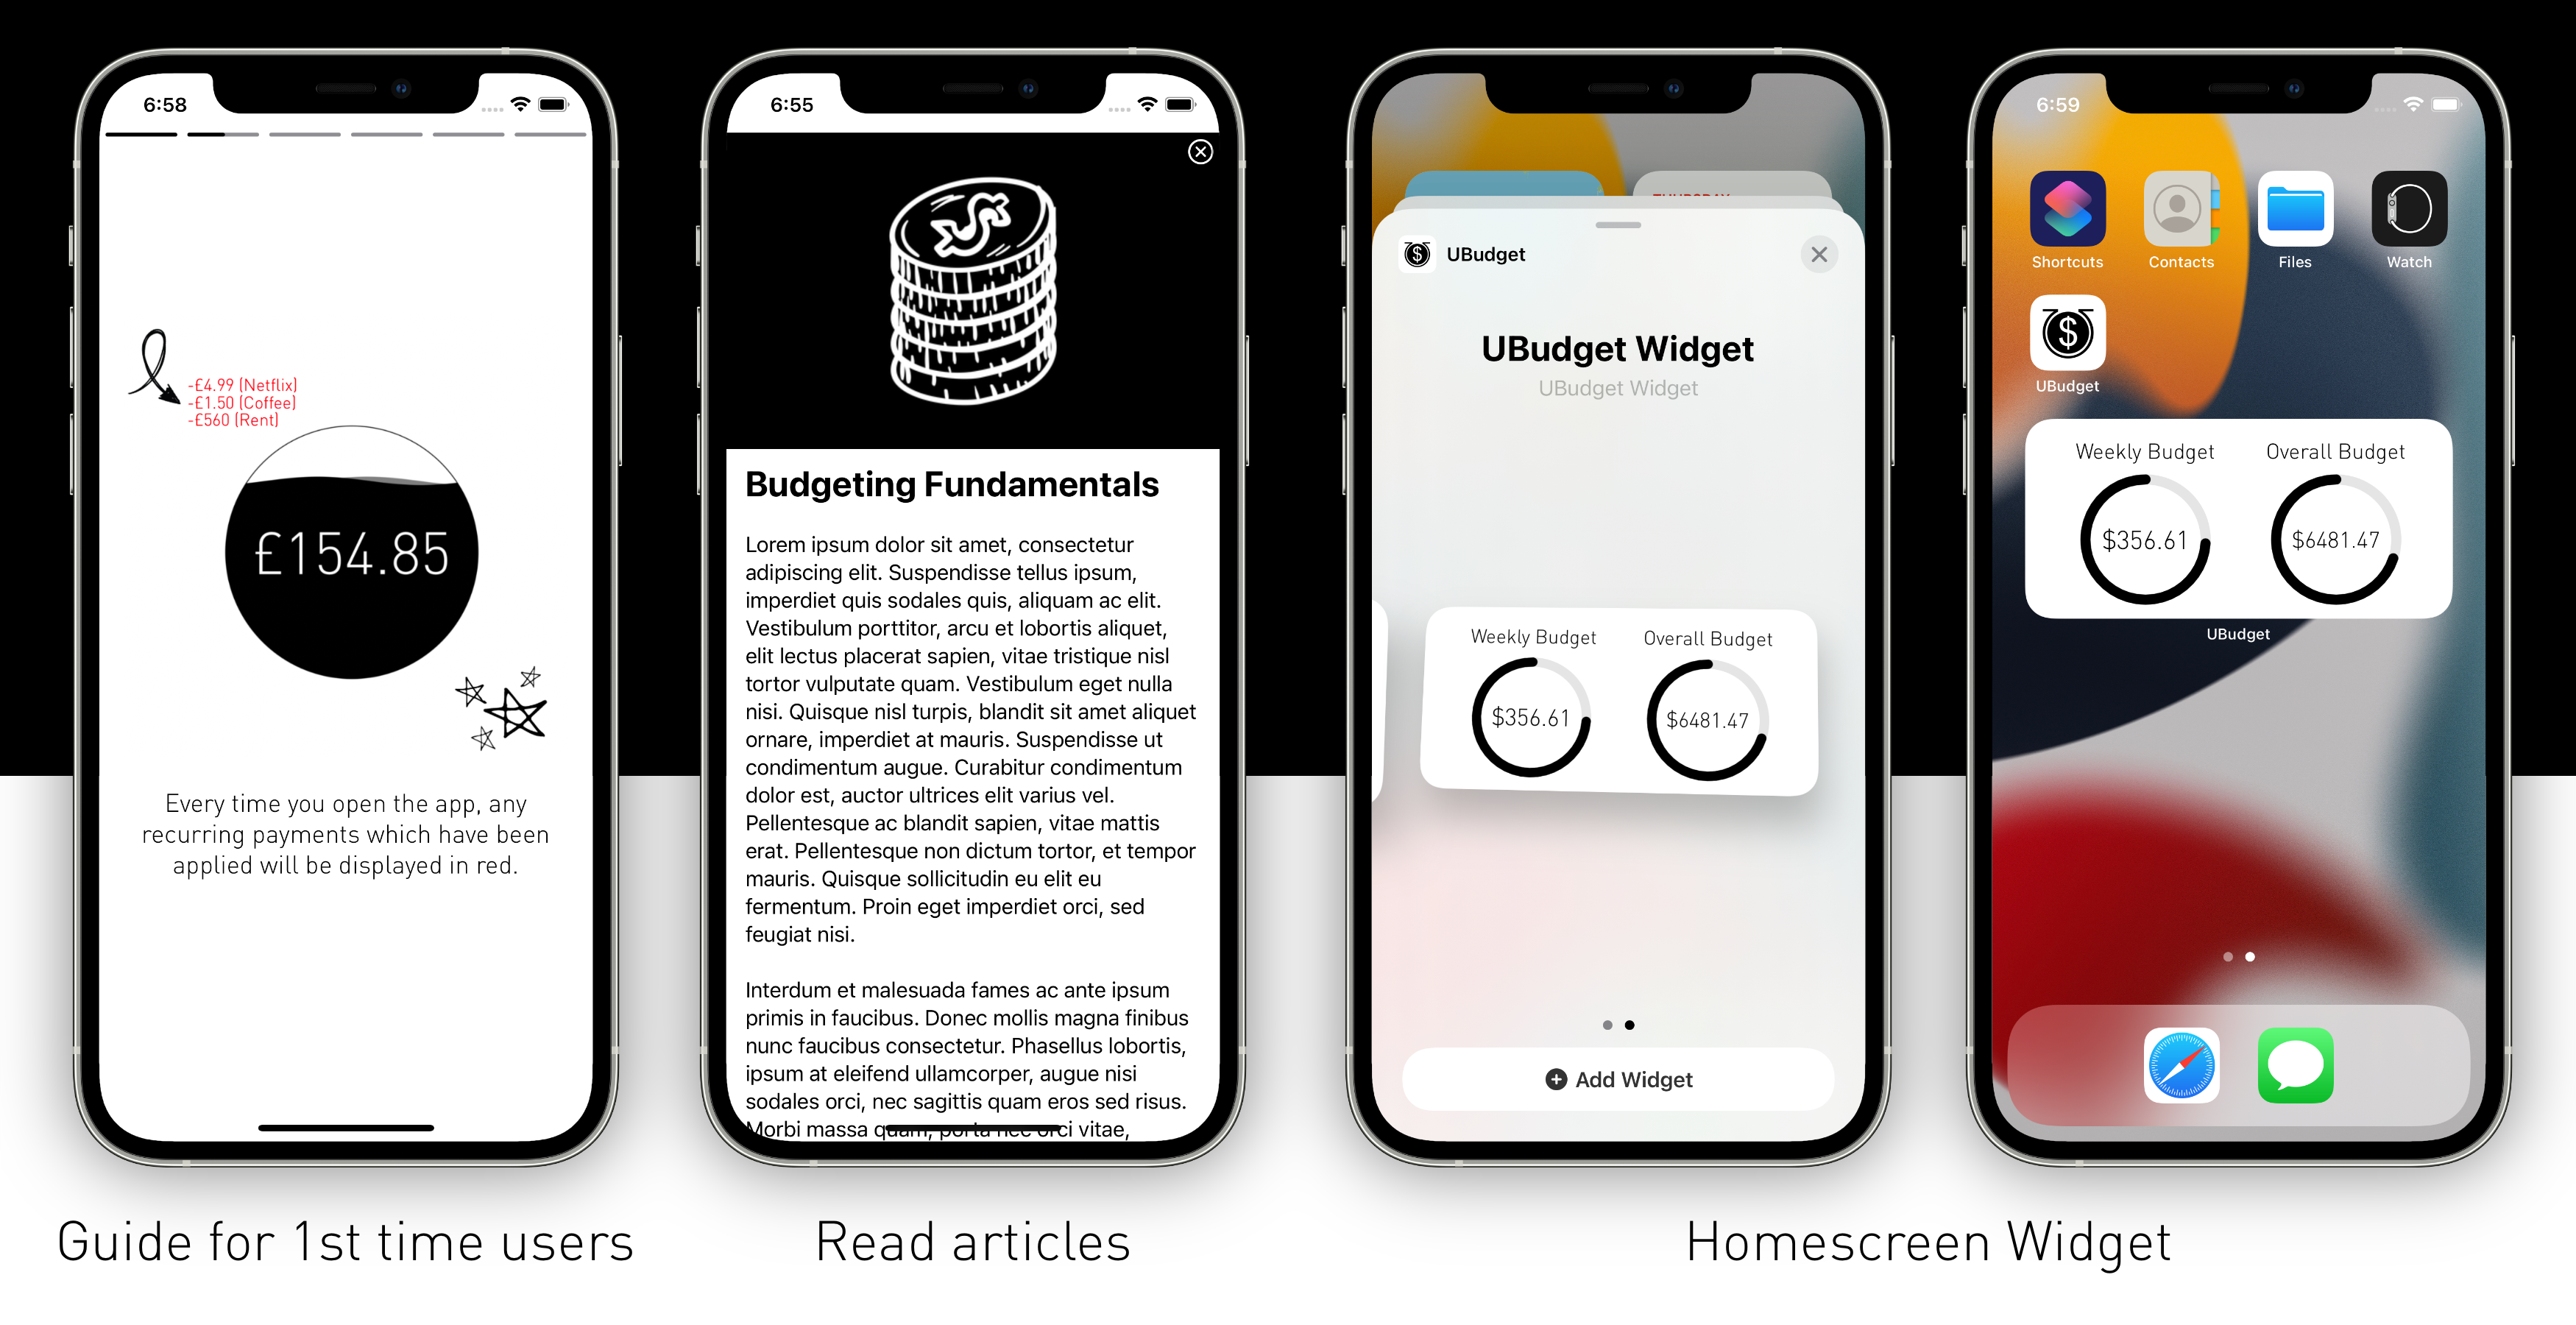 6:58
-£4.99 (Netflix)
-£1.50 (Coffee)
-£560 (Rent)
£154.85
Every time you open the app, any
recurring payments which have been
applied will be displayed in red.
Guide for 1st time users
6:55
Budgeting Fundamentals
Lorem ipsum dolor sit amet, consectetur
adipiscing elit. Suspendisse tellus ipsum,
imperdiet quis sodales quis, aliquam ac elit.
Vestibulum porttitor, arcu et lobortis aliquet,
elit lectus placerat sapien, vitae tristique nisl
tortor vulputate quam. Vestibulum eget nulla
nisi. Quisque nisl turpis, blandit sit amet aliquet
ornare, imperdiet at mauris. Suspendisse ut
condimentum augue. Curabitur condimentum
dolor est, auctor ultrices elit varius vel.
Pellentesque ac blandit sapien, vitae mattis
erat. Pellentesque non dictum tortor, et tempor
mauris. Quisque sollicitudin eu elit eu
fermentum. Proin eget imperdiet orci, sed
feugiat nisi.
Interdum et malesuada fames ac ante ipsum
primis in faucibus. Donec mollis magna finibus
nunc faucibus consectetur. Phasellus lobortis,
ipsum at eleifend ullamcorper, augue nisi
sodales orci, nec sagittis quam eros sed risus.
Morbi massa quam, porta nec orci vitae,
Read articles
THURSDAY
UBudget
UBudget Widget
UBudget Widget
Weekly Budget Overall Budget
$356.61 $6481.47
Add Widget
6:59
Shortcuts Contacts Files Watch
UBudget
Weekly Budget Overall Budget
$356.61 $6481.47
UBudget
Homescreen Widget